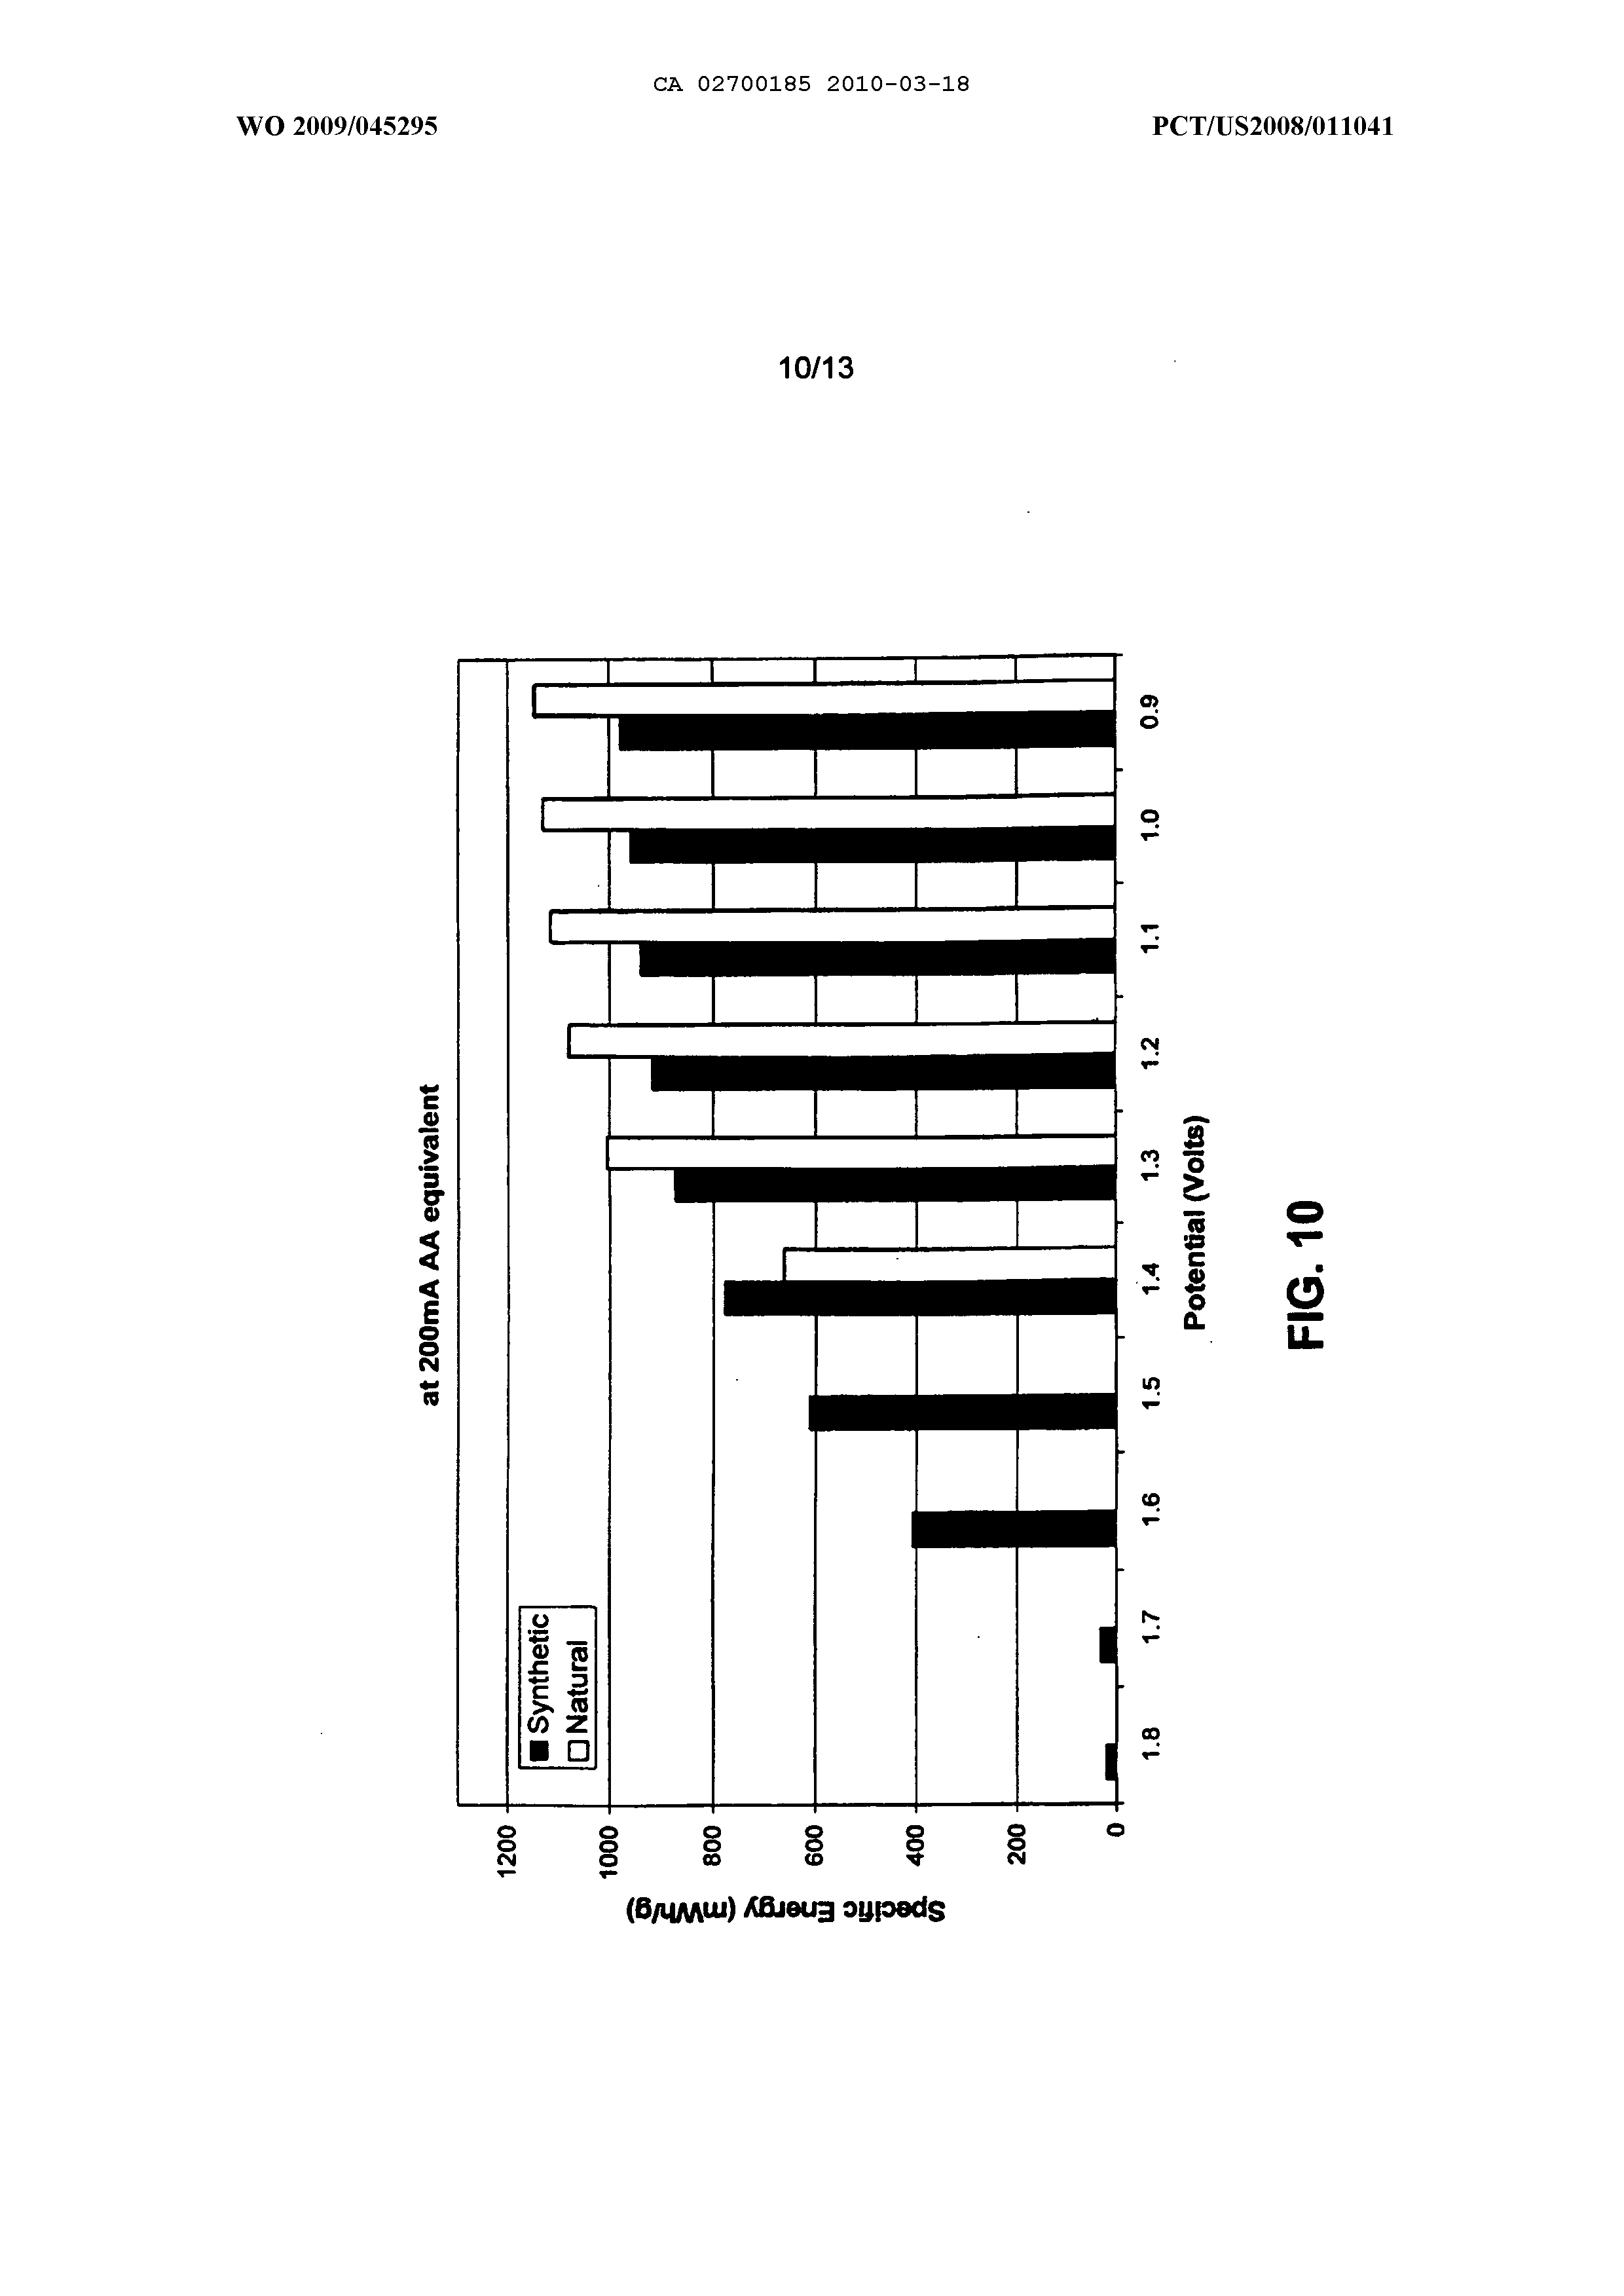 CA 02700185 2010-03-18
WO 2009/045295
PCT/US2008/011041
10/13
at 200mA AA equivalent
Synthetic
Natural
Specific Energy (mWh/g)
1200
1000
800
600
400
200
0
1.8 1.7 1.6 1.5 1.4 1.3 1.2 1.1 1.0 0.9
Potential (Volts)
FIG. 10